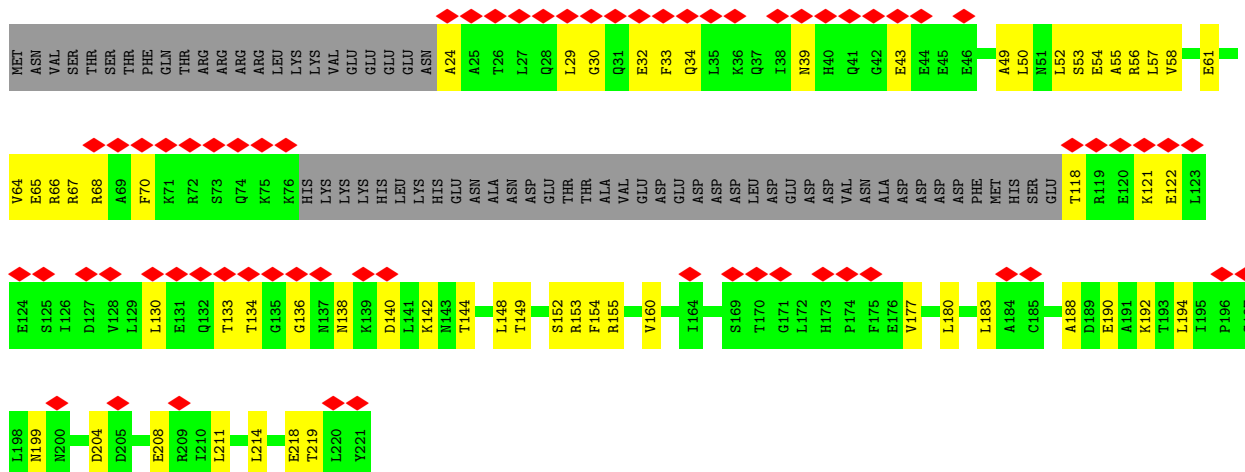 MET ASN VAL SER THR SER THR PHE GLN THR ARG ARG ARG ARG LEU LYS LYS VAL GLU GLU GLU GLU ASN A24 A25 T26 L27 Q28 L29 G30 Q31 E32 F33 Q34 L35 K36 Q37 I38 N39 H40 Q41 G42 E43 E44 E45 E46 A49 L50 N51 L52 S53 E54 A55 R56 L57 V58 E61
V64 E65 R66 R67 R68 A69 F70 K71 R72 S73 Q74 K75 K76 HIS LYS LYS LYS HIS LEU LYS HIS GLU ASN ALA ASN ASP GLU THR THR ALA VAL GLU ASP GLU ASP ASP ASP LEU ASP GLU ASP ASP VAL ASN ALA ASP ASP ASP ASP PHE MET HIS SER GLU T118 R119 E120 K121 E122 L123
E124 S125 I126 D127 V128 L129 L130 E131 Q132 T133 T134 G135 G136 N137 N138 K139 D140 L141 K142 N143 T144 L148 T149 S152 R153 F154 R155 V160 I164 S169 T170 G171 L172 H173 P174 F175 E176 V177 L180 L183 A184 C185 A188 D189 E190 A191 K192 T193 L194 I195 P196
L198 N199 N200 D204 D205 E208 R209 I210 L211 L214 E218 T219 L220 Y221